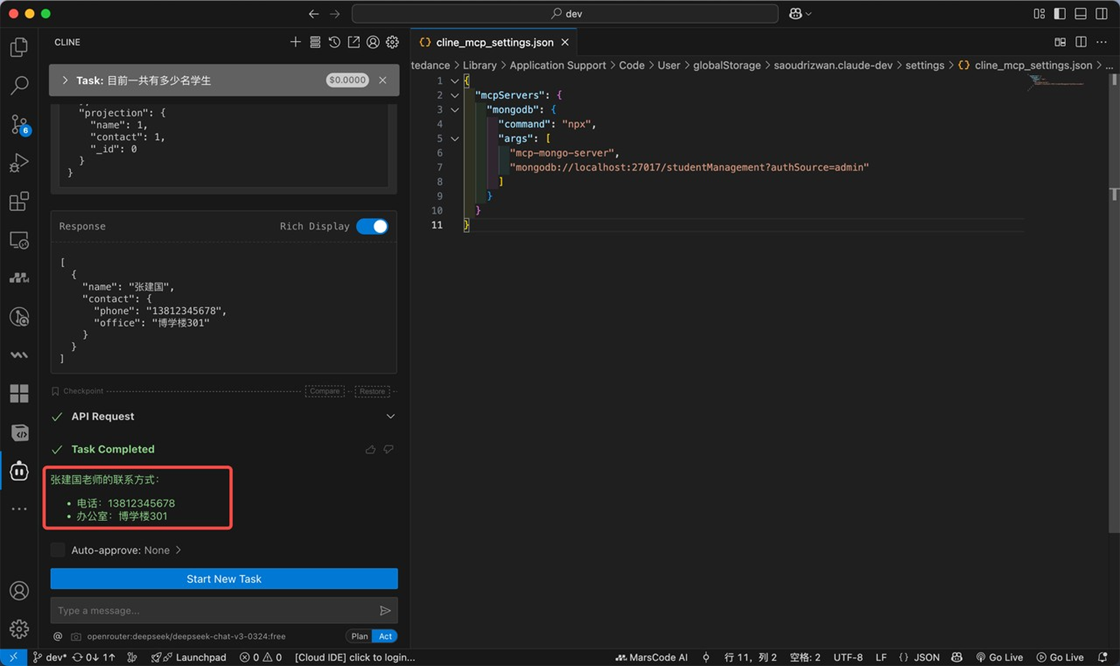 dev
CLINE
Task: 目前一共有多少名学生
$0.0000
"projection": {
"name": 1,
"contact": 1,
"_id": 0
}
}
Response
Rich Display
[
{
"name": "张建国",
"contact": {
"phone": "13812345678",
"office": "博学楼301"
}
}
]
Checkpoint
Compare
Restore
API Request
Task Completed
张建国老师的联系方式：
• 电话：13812345678
• 办公室：博学楼301
Auto-approve: None
Start New Task
Type a message...
@ openrouter:deepseek/deepseek-chat-v3-0324:free
Plan Act
6
{} cline_mcp_settings.json ×
tedance > Library > Application Support > Code > User > globalStorage > saoudrizwan.claude-dev > settings > {} cline_mcp_settings.json > ...
1 {
2 "mcpServers": {
3 "mongodb": {
4 "command": "npx",
5 "args": [
6 "mcp-mongo-server",
7 "mongodb://localhost:27017/studentManagement?authSource=admin"
8 ]
9 }
10 }
11 }
dev* 0↓ 1↑ Launchpad 0 0 [Cloud IDE] click to login... MarsCode AI 行 11，列 2 空格: 2 UTF-8 LF {} JSON Go Live Go Live